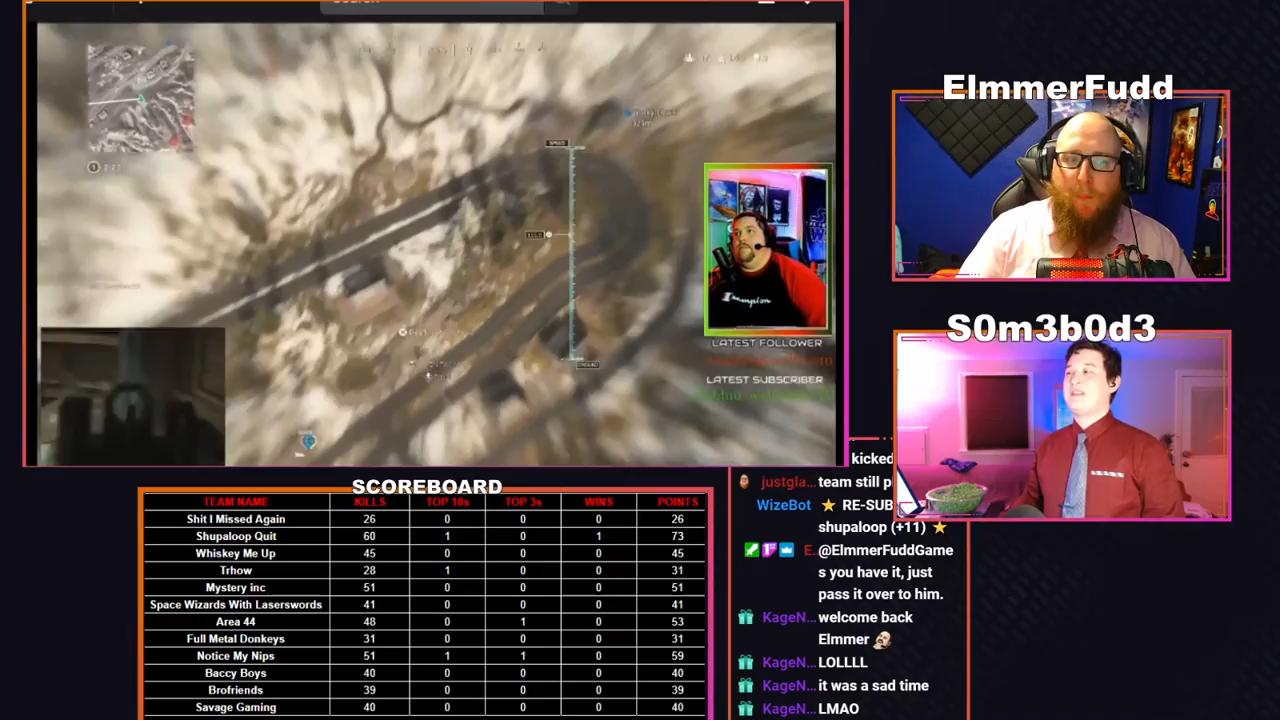 ElmmerFudd
S0m3b0d3
Champion
LATEST FOLLOWER
LATEST SUBSCRIBER
SCOREBOARD
TEAM NAME KILLS TOP 10s TOP 3s WINS POINTS
Shit I Missed Again 26 0 0 0 26
Shupaloop Quit 60 1 0 1 73
Whiskey Me Up 45 0 0 0 45
Trhow 28 1 0 0 31
Mystery inc 51 0 0 0 51
Space Wizards With Laserswords 41 0 0 0 41
Area 44 48 0 1 0 53
Full Metal Donkeys 31 0 0 0 31
Notice My Nips 51 1 1 0 59
Baccy Boys 40 0 0 0 40
Brofriends 39 0 0 0 39
Savage Gaming 40 0 0 0 40
kicked
justgla... team still p
WizeBot ⭐ RE-SUB
shupaloop (+11) ⭐
E... @ElmmerFuddGame
s you have it, just
pass it over to him.
KageN... welcome back
Elmmer
KageN... LOLLLL
KageN... it was a sad time
KageN... LMAO